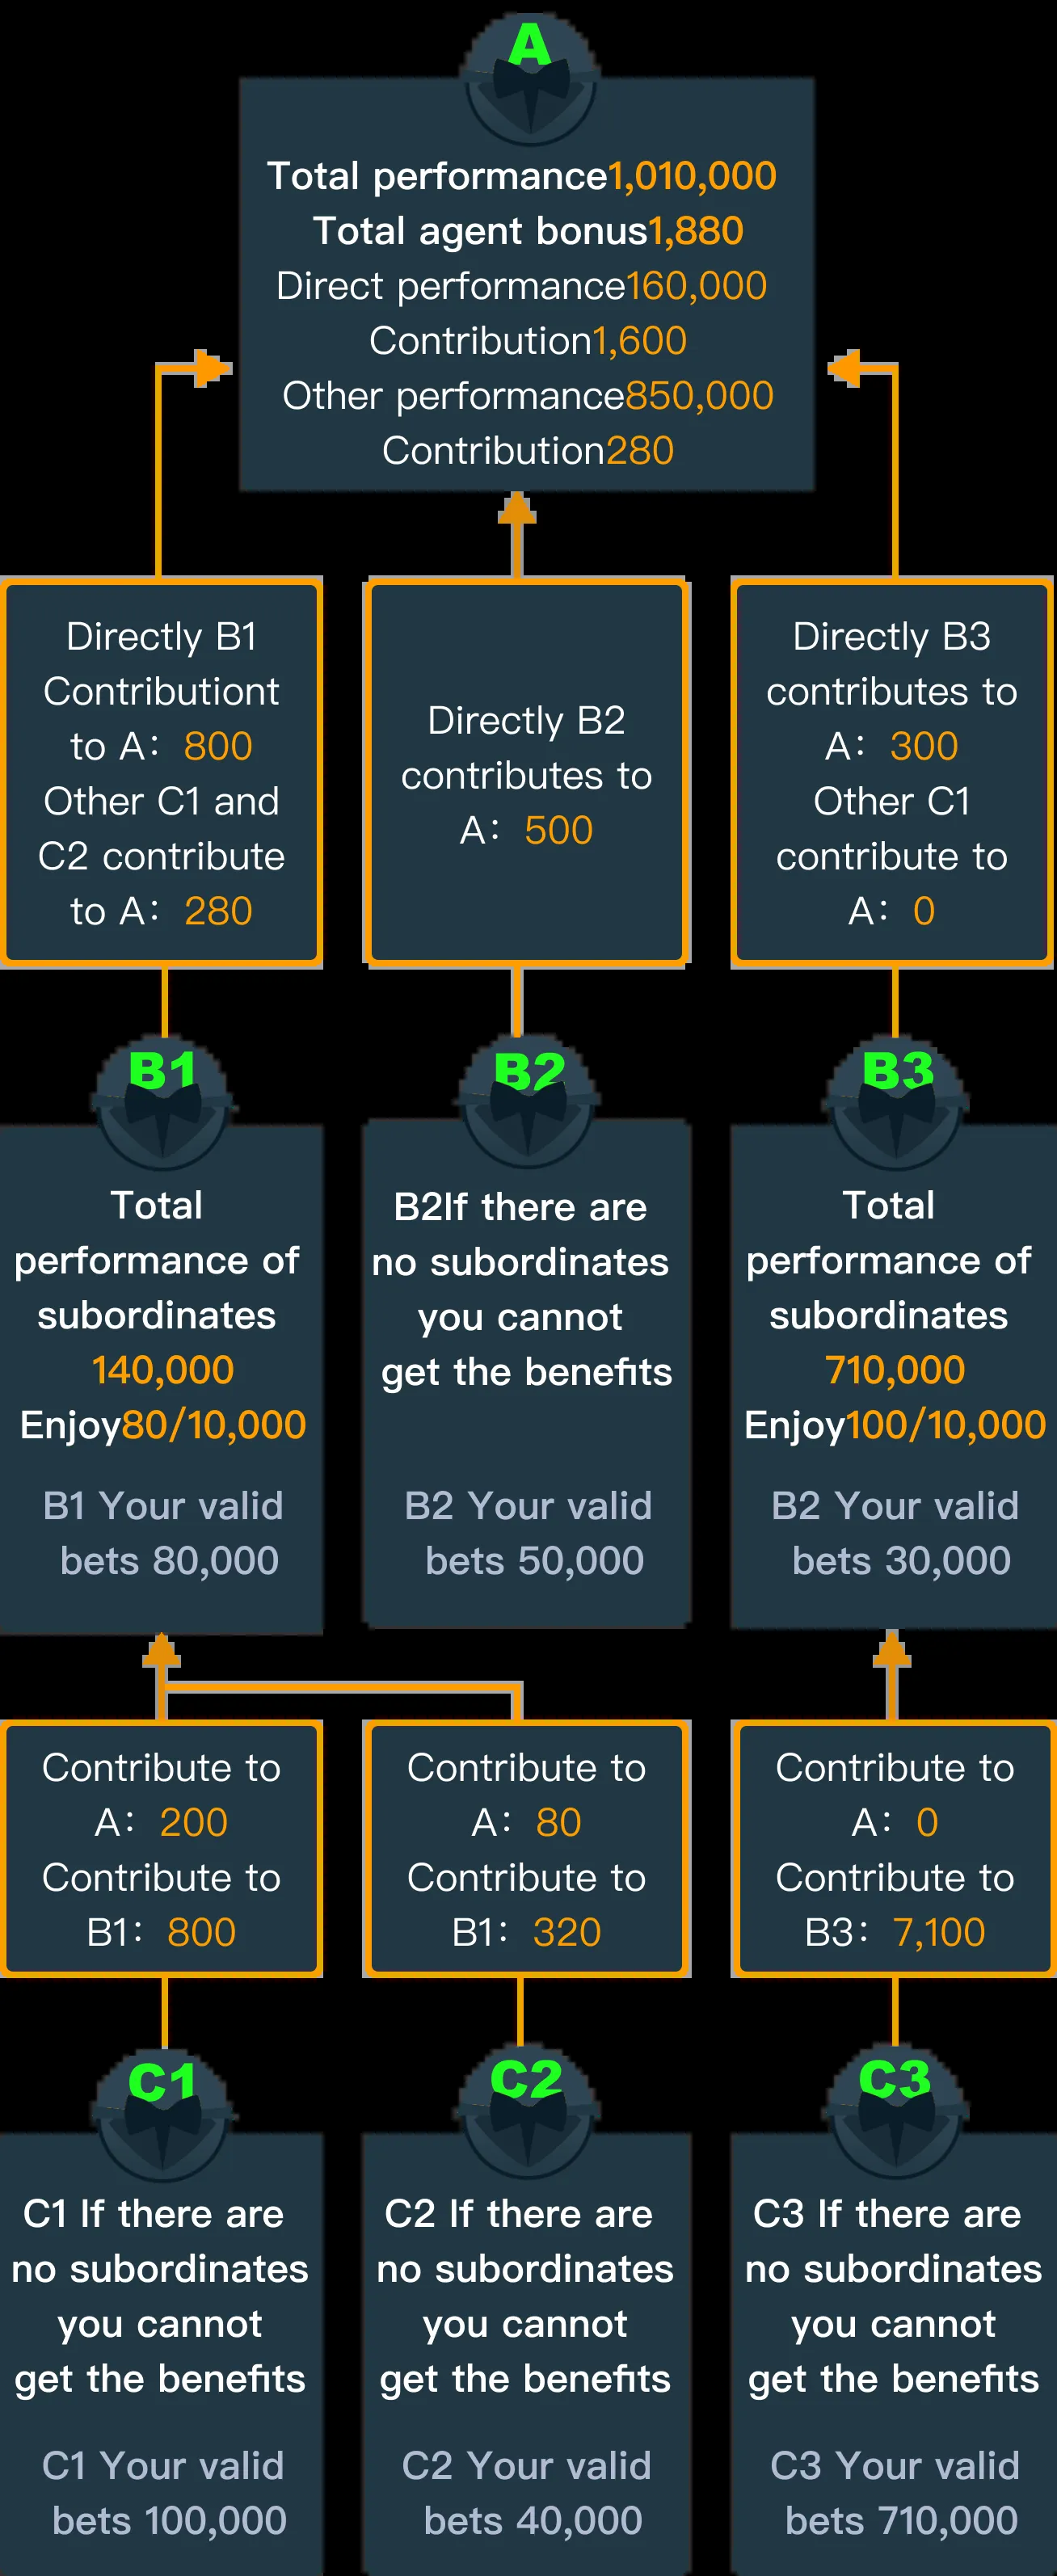 A
Total performance1,010,000
Total agent bonus1,880
Direct performance160,000
Contribution1,600
Other performance850,000
Contribution280
Directly B1
Contributiont
to A: 800
Other C1 and
C2 contribute
to A: 280
Directly B2
contributes to
A: 500
Directly B3
contributes to
A: 300
Other C1
contribute to
A: 0
B1
Total
performance of
subordinates
140,000
Enjoy80/10,000
B1 Your valid
bets 80,000
B2
B2If there are
no subordinates
you cannot
get the benefits
B2 Your valid
bets 50,000
B3
Total
performance of
subordinates
710,000
Enjoy100/10,000
B2 Your valid
bets 30,000
Contribute to
A: 200
Contribute to
B1: 800
Contribute to
A: 80
Contribute to
B1: 320
Contribute to
A: 0
Contribute to
B3: 7,100
C1
C1 If there are
no subordinates
you cannot
get the benefits
C1 Your valid
bets 100,000
C2
C2 If there are
no subordinates
you cannot
get the benefits
C2 Your valid
bets 40,000
C3
C3 If there are
no subordinates
you cannot
get the benefits
C3 Your valid
bets 710,000